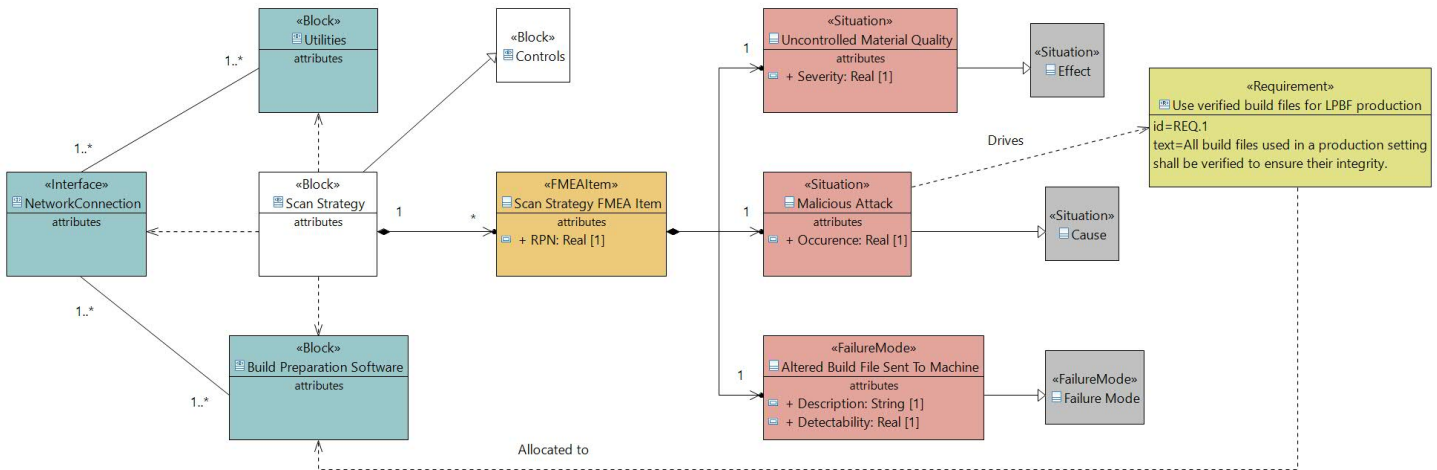 «Block»
Utilities
attributes
«Block»
Controls
«Situation»
Uncontrolled Material Quality
attributes
+ Severity: Real [1]
«Situation»
Effect
«Requirement»
Use verified build files for LPBF production
id=REQ.1
text=All build files used in a production setting
shall be verified to ensure their integrity.
1..*
1..*
1
Drives
«Interface»
NetworkConnection
attributes
«Block»
Scan Strategy
attributes
1
*
«FMEAItem»
Scan Strategy FMEA Item
attributes
+ RPN: Real [1]
1
«Situation»
Malicious Attack
attributes
+ Occurence: Real [1]
«Situation»
Cause
1..*
1..*
«Block»
Build Preparation Software
attributes
1
«FailureMode»
Altered Build File Sent To Machine
attributes
+ Description: String [1]
+ Detectability: Real [1]
«FailureMode»
Failure Mode
Allocated to